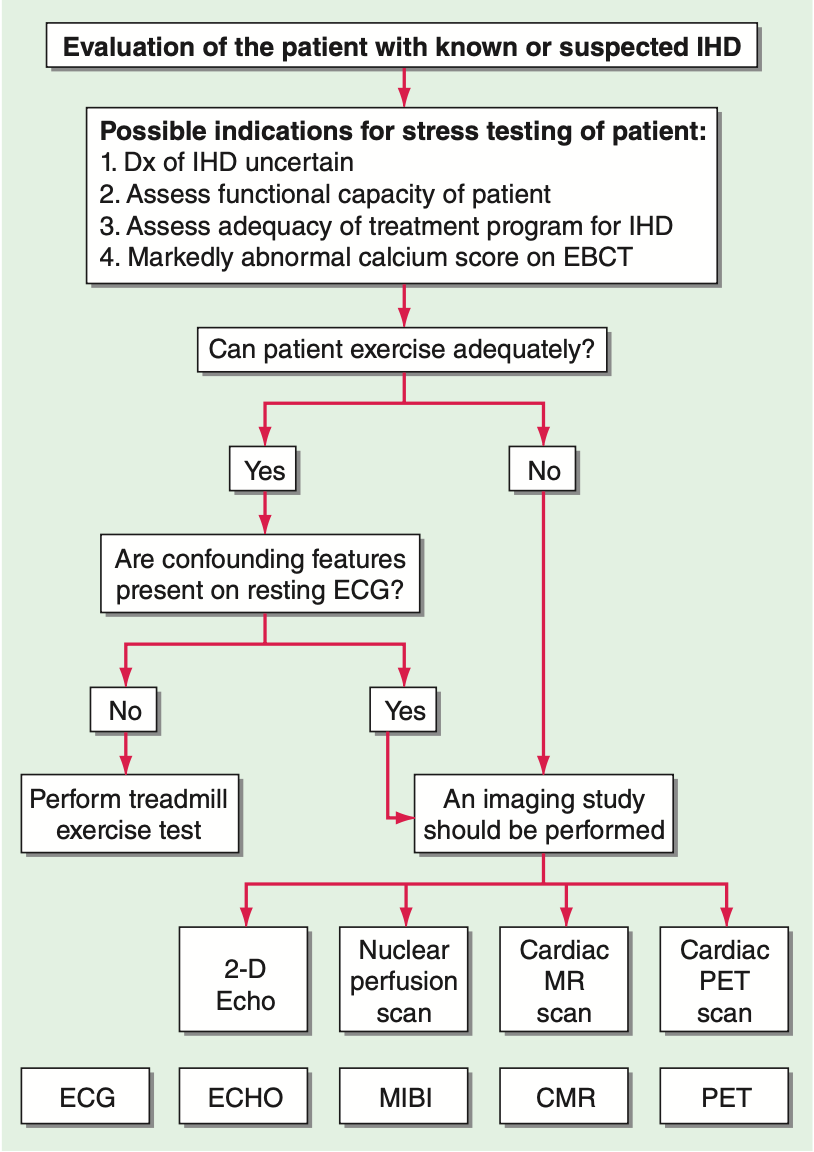 Evaluation of the patient with known or suspected IHD
Possible indications for stress testing of patient:
1. Dx of IHD uncertain
2. Assess functional capacity of patient
3. Assess adequacy of treatment program for IHD
4. Markedly abnormal calcium score on EBCT
Can patient exercise adequately?
Yes
No
Are confounding features
present on resting ECG?
No
Yes
Perform treadmill
exercise test
An imaging study
should be performed
2-D
Echo
Nuclear
perfusion
scan
Cardiac
MR
scan
Cardiac
PET
scan
ECG
ECHO
MIBI
CMR
PET